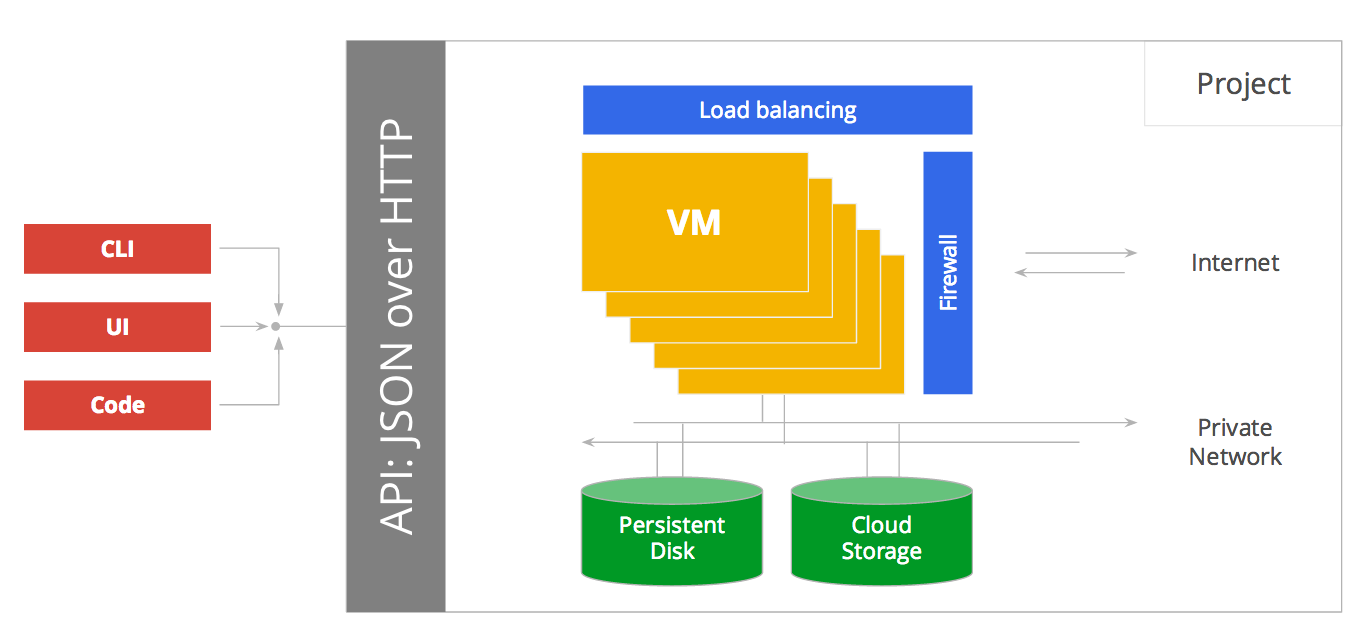 Project
Load balancing
API: JSON over HTTP
VM
Firewall
CLI
UI
Code
Internet
Private
Network
Persistent
Disk
Cloud
Storage